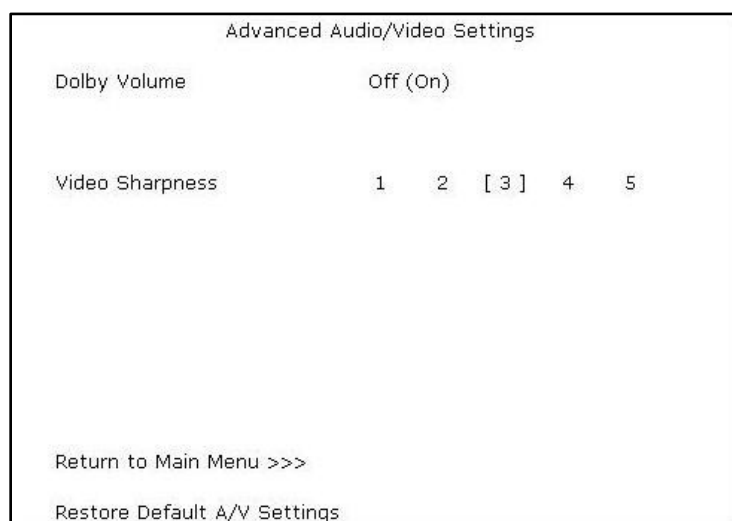 Advanced Audio/Video Settings
Dolby Volume Off (On)
Video Sharpness 1 2 [ 3 ] 4 5
Return to Main Menu >>>
Restore Default A/V Settings